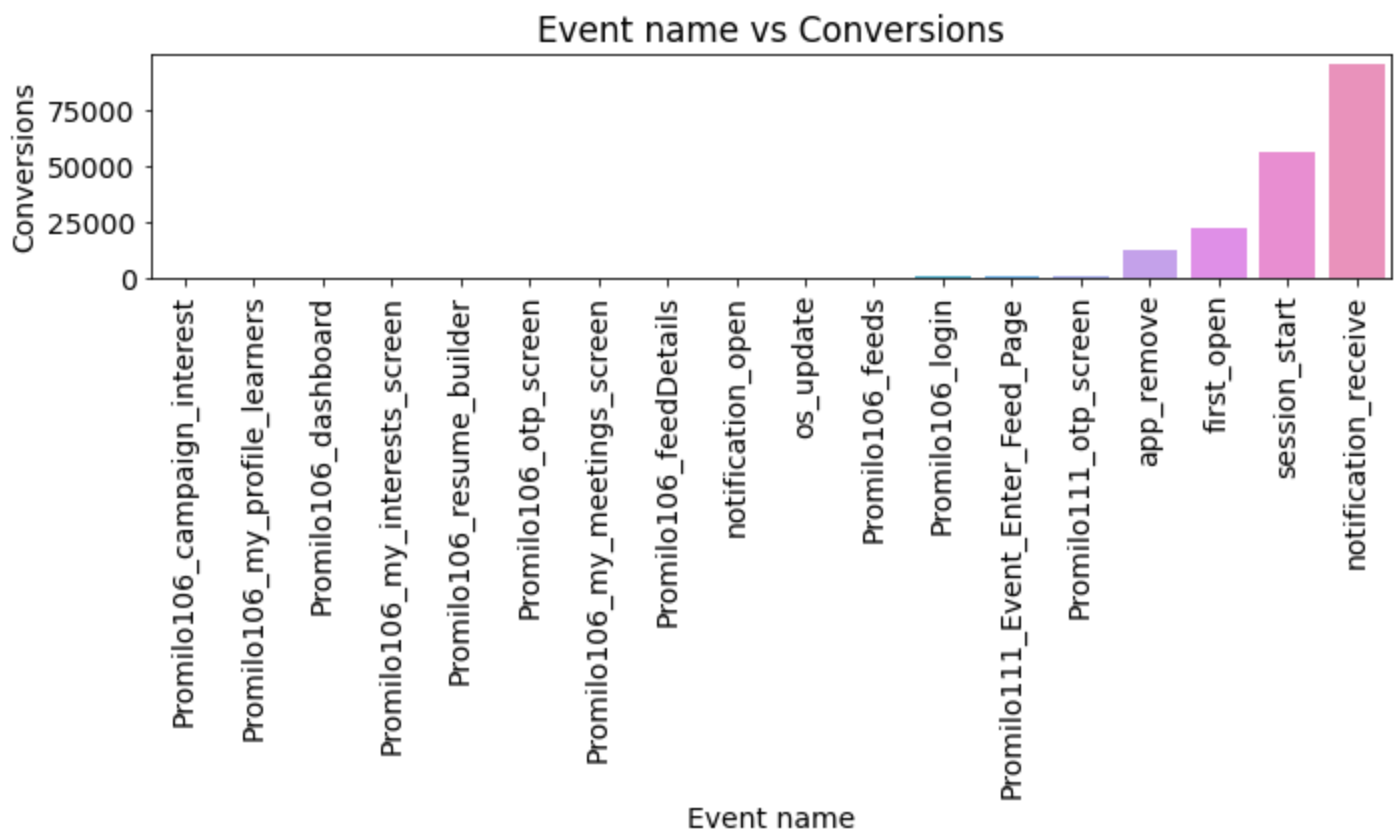 Event name vs Conversions
Conversions
75000
50000
25000
0
Promilo106_campaign_interest
Promilo106_my_profile_learners
Promilo106_dashboard
Promilo106_my_interests_screen
Promilo106_resume_builder
Promilo106_otp_screen
Promilo106_my_meetings_screen
Promilo106_feedDetails
notification_open
os_update
Promilo106_feeds
Promilo106_login
Promilo111_Event_Enter_Feed_Page
Promilo111_otp_screen
app_remove
first_open
session_start
notification_receive
Event name